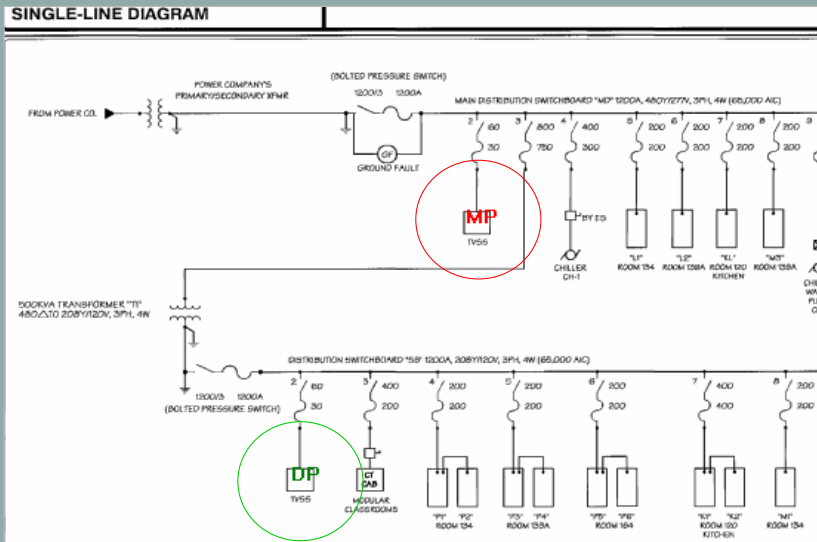 SINGLE-LINE DIAGRAM
(BOLTED PRESSURE SWITCH)
POWER COMPANY'S
PRIMARY/SECONDARY XFMR
1200/3 1200A
MAIN DISTRIBUTION SWITCHBOARD "MD" 1200A, 480Y/277V, 3PH, 4W (65,000 AIC)
FROM POWER CO.
2 60 30
3 800 750
4 400 300
5 200 200
6 200 200
7 200 200
8 200 200
9
GF
GROUND FAULT
MP
TVSS
BY EG
CHILLER
CH-1
"L1"
ROOM 134
"L2"
ROOM 138A
"KL"
ROOM 120
KITCHEN
"M3"
ROOM 139A
500KVA TRANSFORMER "T1"
480△TO 208Y/120V, 3PH, 4W
DISTRIBUTION SWITCHBOARD "SB" 1200A, 208Y/120V, 3PH, 4W (65,000 AIC)
1200/3 1200A
(BOLTED PRESSURE SWITCH)
2 60 30
3 400 200
4 200 200
5 200 200
6 200 200
7 400 400
8 200 200
DP
TVSS
CT
CAB
MODULAR
CLASSROOMS
"P1" "P2"
ROOM 134
"P3" "P4"
ROOM 139A
"P5" "P6"
ROOM 164
"K1" "K2"
ROOM 120
KITCHEN
"M1"
ROOM 134